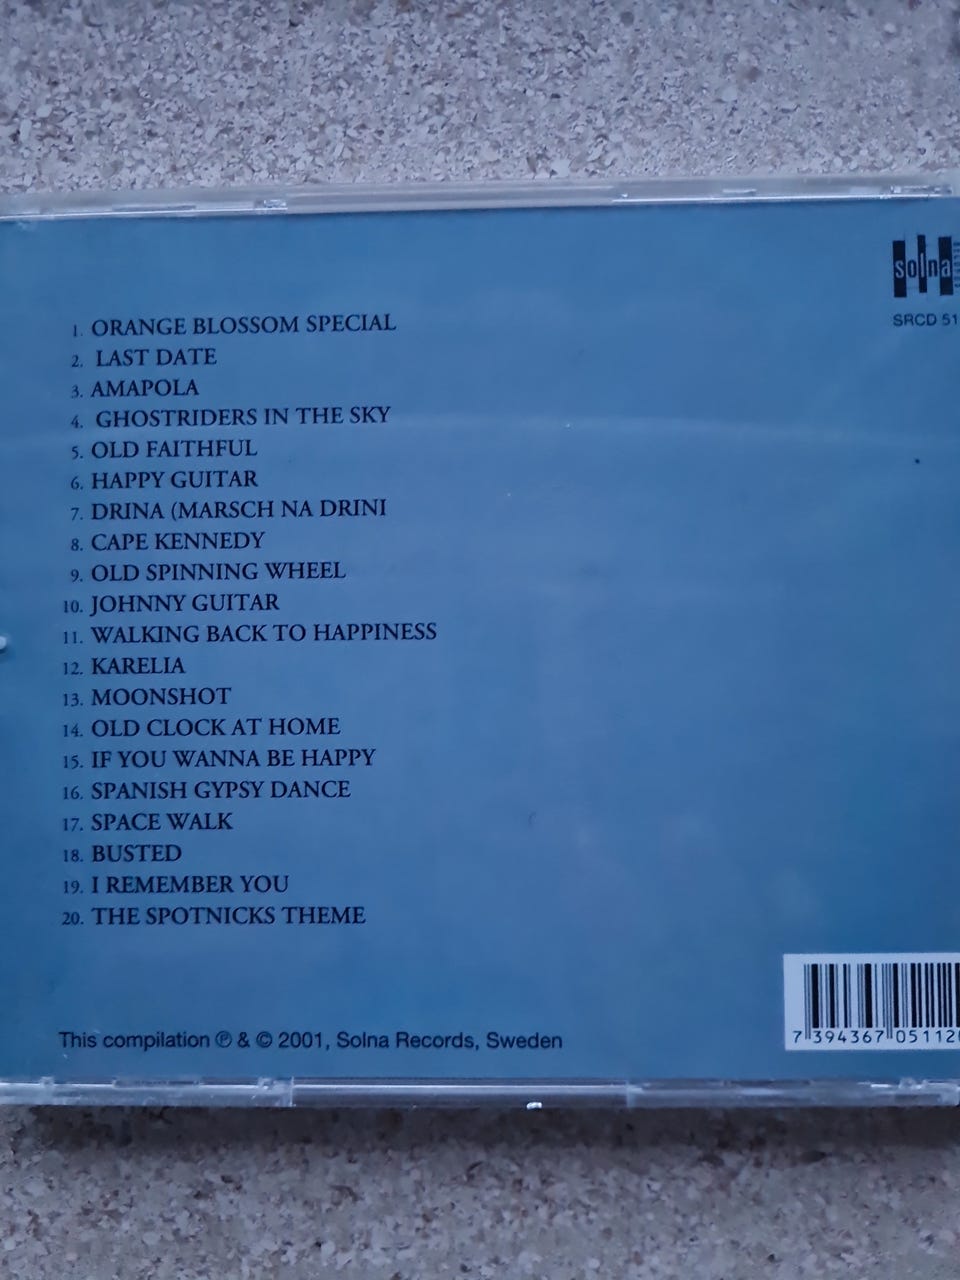 solna
RECORDS
SRCD 51
1. ORANGE BLOSSOM SPECIAL
2. LAST DATE
3. AMAPOLA
4. GHOSTRIDERS IN THE SKY
5. OLD FAITHFUL
6. HAPPY GUITAR
7. DRINA (MARSCH NA DRINI
8. CAPE KENNEDY
9. OLD SPINNING WHEEL
10. JOHNNY GUITAR
11. WALKING BACK TO HAPPINESS
12. KARELIA
13. MOONSHOT
14. OLD CLOCK AT HOME
15. IF YOU WANNA BE HAPPY
16. SPANISH GYPSY DANCE
17. SPACE WALK
18. BUSTED
19. I REMEMBER YOU
20. THE SPOTNICKS THEME
This compilation ℗ & © 2001, Solna Records, Sweden
7 394367 05112